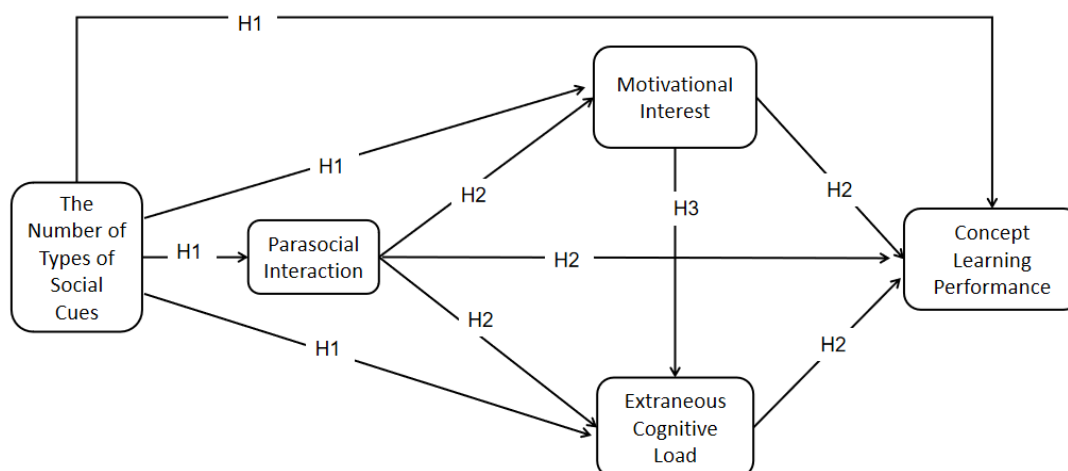 H1
Motivational
Interest
H1
H2
H2
H3
The
Number of
Types of
Social
Cues
H1
Parasocial
Interaction
H2
Concept
Learning
Performance
H2
H1
H2
Extraneous
Cognitive
Load